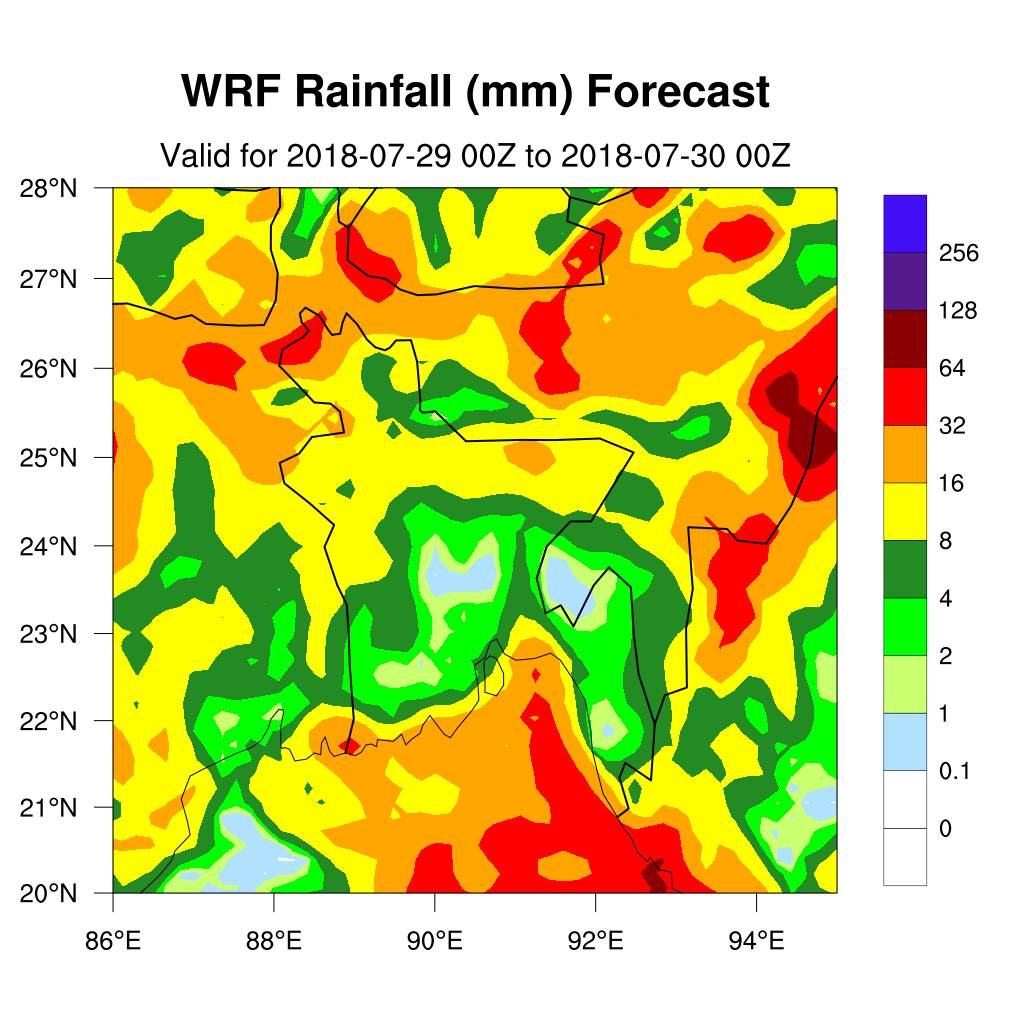 WRF Rainfall (mm) Forecast
Valid for 2018-07-29 00Z to 2018-07-30 00Z
28°N
27°N
26°N
25°N
24°N
23°N
22°N
21°N
20°N
86°E 88°E 90°E 92°E 94°E
256
128
64
32
16
8
4
2
1
0.1
0